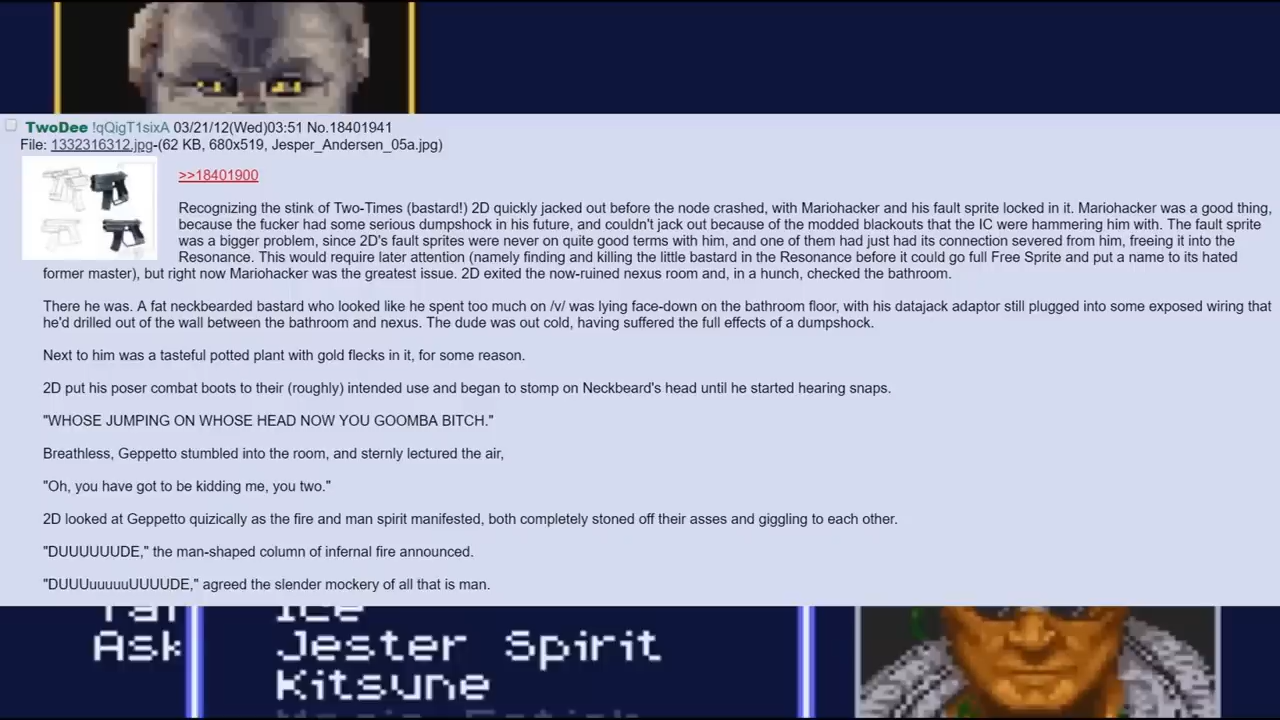 TwoDee !qQigT1sixA 03/21/12(Wed)03:51 No.18401941
File: 1332316312.jpg-(62 KB, 680x519, Jesper_Andersen_05a.jpg)
>>18401900
Recognizing the stink of Two-Times (bastard!) 2D quickly jacked out before the node crashed, with Mariohacker and his fault sprite locked in it. Mariohacker was a good thing,
because the fucker had some serious dumpshock in his future, and couldn't jack out because of the modded blackouts that the IC were hammering him with. The fault sprite
was a bigger problem, since 2D's fault sprites were never on quite good terms with him, and one of them had just had its connection severed from him, freeing it into the
Resonance. This would require later attention (namely finding and killing the little bastard in the Resonance before it could go full Free Sprite and put a name to its hated
former master), but right now Mariohacker was the greatest issue. 2D exited the now-ruined nexus room and, in a hunch, checked the bathroom.
There he was. A fat neckbearded bastard who looked like he spent too much on /v/ was lying face-down on the bathroom floor, with his datajack adaptor still plugged into some exposed wiring that
he'd drilled out of the wall between the bathroom and nexus. The dude was out cold, having suffered the full effects of a dumpshock.
Next to him was a tasteful potted plant with gold flecks in it, for some reason.
2D put his poser combat boots to their (roughly) intended use and began to stomp on Neckbeard's head until he started hearing snaps.
"WHOSE JUMPING ON WHOSE HEAD NOW YOU GOOMBA BITCH."
Breathless, Geppetto stumbled into the room, and sternly lectured the air,
"Oh, you have got to be kidding me, you two."
2D looked at Geppetto quizically as the fire and man spirit manifested, both completely stoned off their asses and giggling to each other.
"DUUUUUUDE," the man-shaped column of infernal fire announced.
"DUUUuuuuuUUUUDE," agreed the slender mockery of all that is man.
Ice
Ask
Jester Spirit
Kitsune